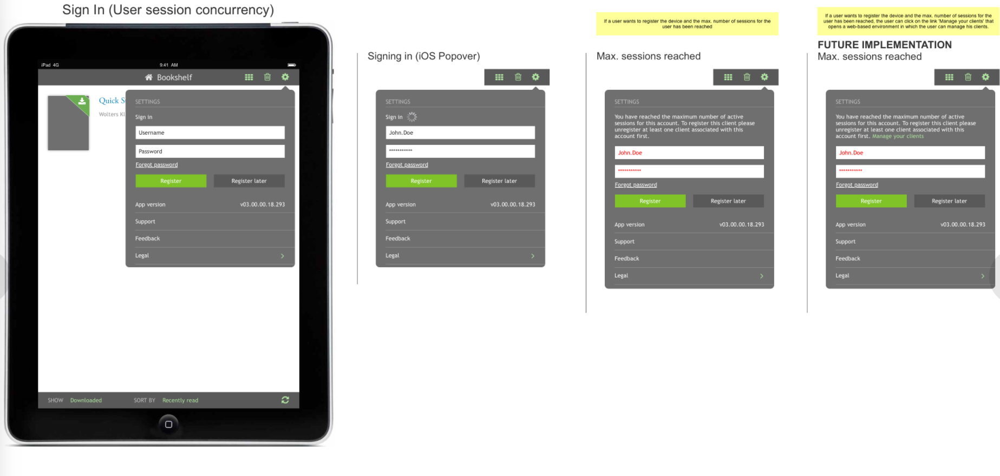 Sign In (User session concurrency)
iPad 4G
9:41 AM
Bookshelf
Quick S
Wolters Kl
SETTINGS
Sign in
Username
Password
Forgot password
Register
Register later
App version
v03.00.00.18.293
Support
Feedback
Legal
SHOW
Downloaded
SORT BY
Recently read
Signing in (iOS Popover)
SETTINGS
Sign in
John.Doe
***********
Forgot password
Register
Register later
App version
v03.00.00.18.293
Support
Feedback
Legal
If a user wants to register the device and the max. number of sessions for the
user has been reached
Max. sessions reached
SETTINGS
You have reached the maximum number of active
sessions for this account. To register this client please
unregister at least one client associated with this
account first.
John.Doe
***********
Forgot password
Register
Register later
App version
v03.00.00.18.293
Support
Feedback
Legal
If a user wants to register the device and the max. number of sessions for the
user has been reached, the user can click on the link 'Manage your clients' that
opens a web-based environment in which the user can manage his clients.
FUTURE IMPLEMENTATION
Max. sessions reached
SETTINGS
You have reached the maximum number of active
sessions for this account. To register this client please
unregister at least one client associated with this
account first. Manage your clients
John.Doe
***********
Forgot password
Register
Register later
App version
v03.00.00.18.293
Support
Feedback
Legal